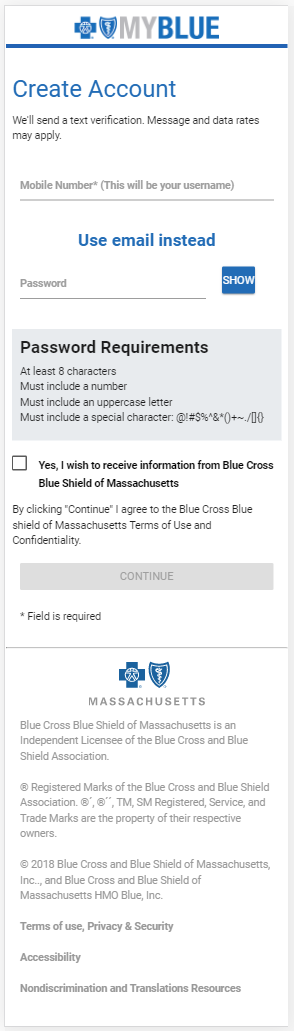 MYBLUE
Create Account
We'll send a text verification. Message and data rates
may apply.
Mobile Number* (This will be your username)
Use email instead
Password
SHOW
Password Requirements
At least 8 characters
Must include a number
Must include an uppercase letter
Must include a special character: @!#$%^&*()+~./[]{}
Yes, I wish to receive information from Blue Cross
Blue Shield of Massachusetts
By clicking "Continue" I agree to the Blue Cross Blue
shield of Massachusetts Terms of Use and
Confidentiality.
CONTINUE
* Field is required
MASSACHUSETTS
Blue Cross Blue Shield of Massachusetts is an
Independent Licensee of the Blue Cross and Blue
Shield Association.
® Registered Marks of the Blue Cross and Blue Shield
Association. ®´, ®´´, TM, SM Registered, Service, and
Trade Marks are the property of their respective
owners.
© 2018 Blue Cross and Blue Shield of Massachusetts,
Inc.., and Blue Cross and Blue Shield of
Massachusetts HMO Blue, Inc.
Terms of use, Privacy & Security
Accessibility
Nondiscrimination and Translations Resources